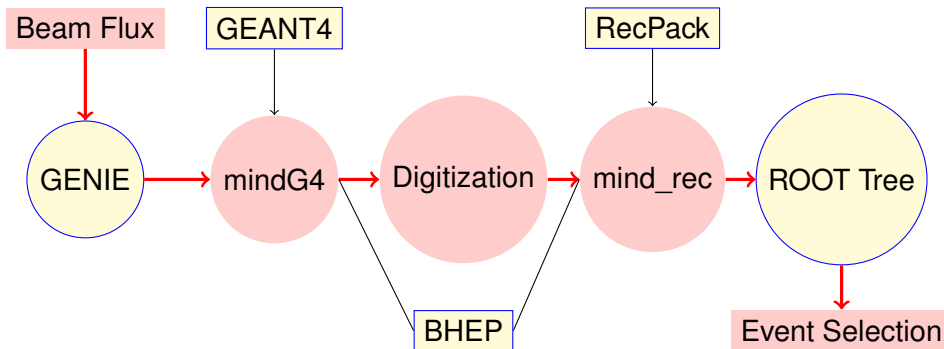 Beam Flux
GEANT4
RecPack
GENIE
mindG4
Digitization
mind_rec
ROOT Tree
BHEP
Event Selection